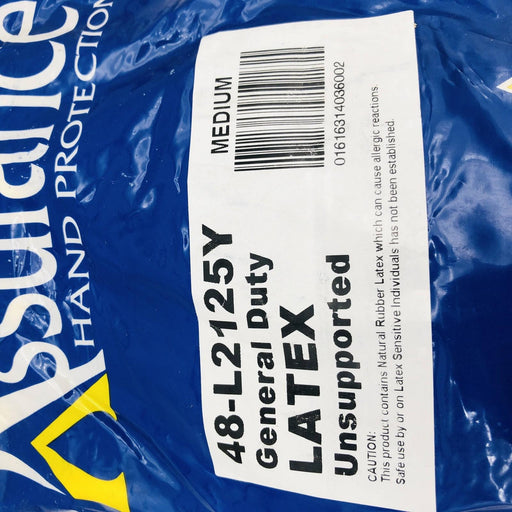 Assurance
HAND PROTECTION
MEDIUM
01616314036002
48-L2125Y
General Duty
LATEX
Unsupported
CAUTION:
This product contains Natural Rubber Latex which can cause allergic reactions
Safe use by or on Latex Sensitive Individuals has not been established.